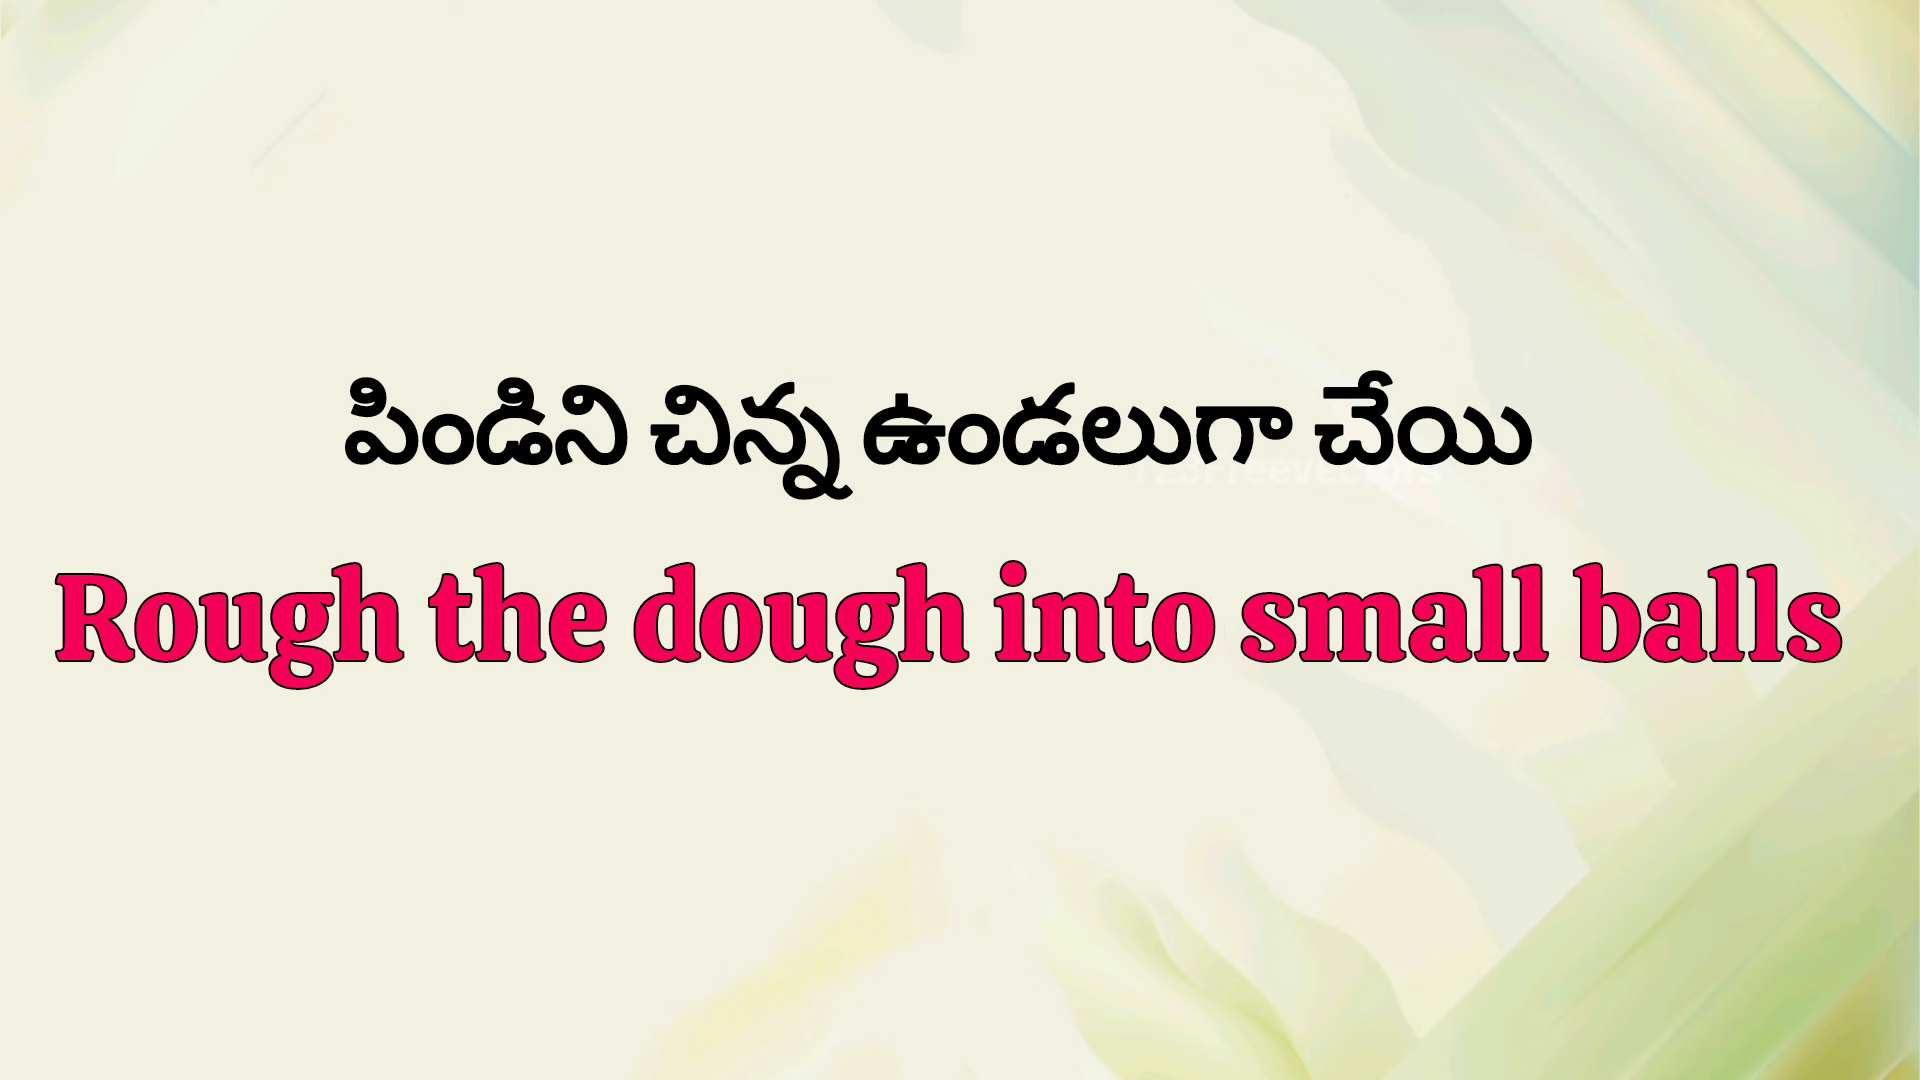 పిండిని చిన్న ఉండలుగా చేయి
Rough the dough into small balls